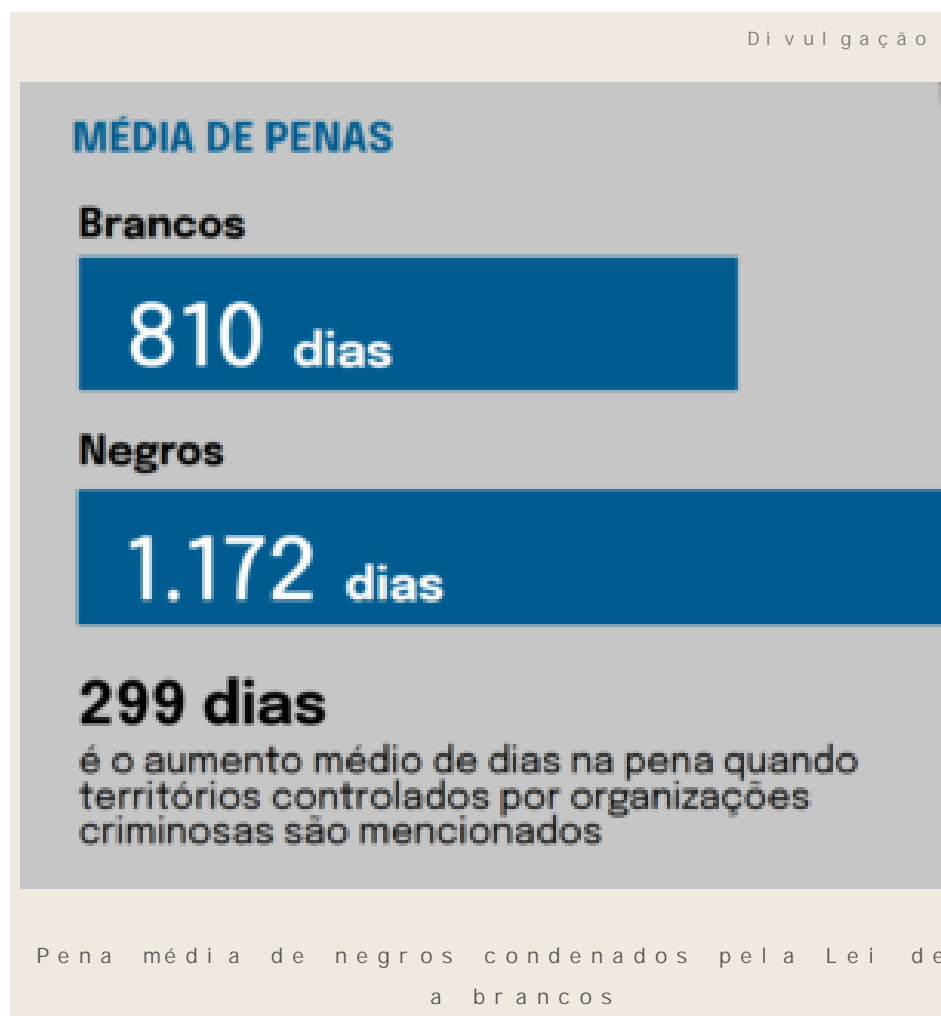 Divulgação
MÉDIA DE PENAS
Brancos
810 dias
Negros
1.172 dias
299 dias
é o aumento médio de dias na pena quando
territórios controlados por organizações
criminosas são mencionados
Pena média de negros condenados pela Lei de
a brancos